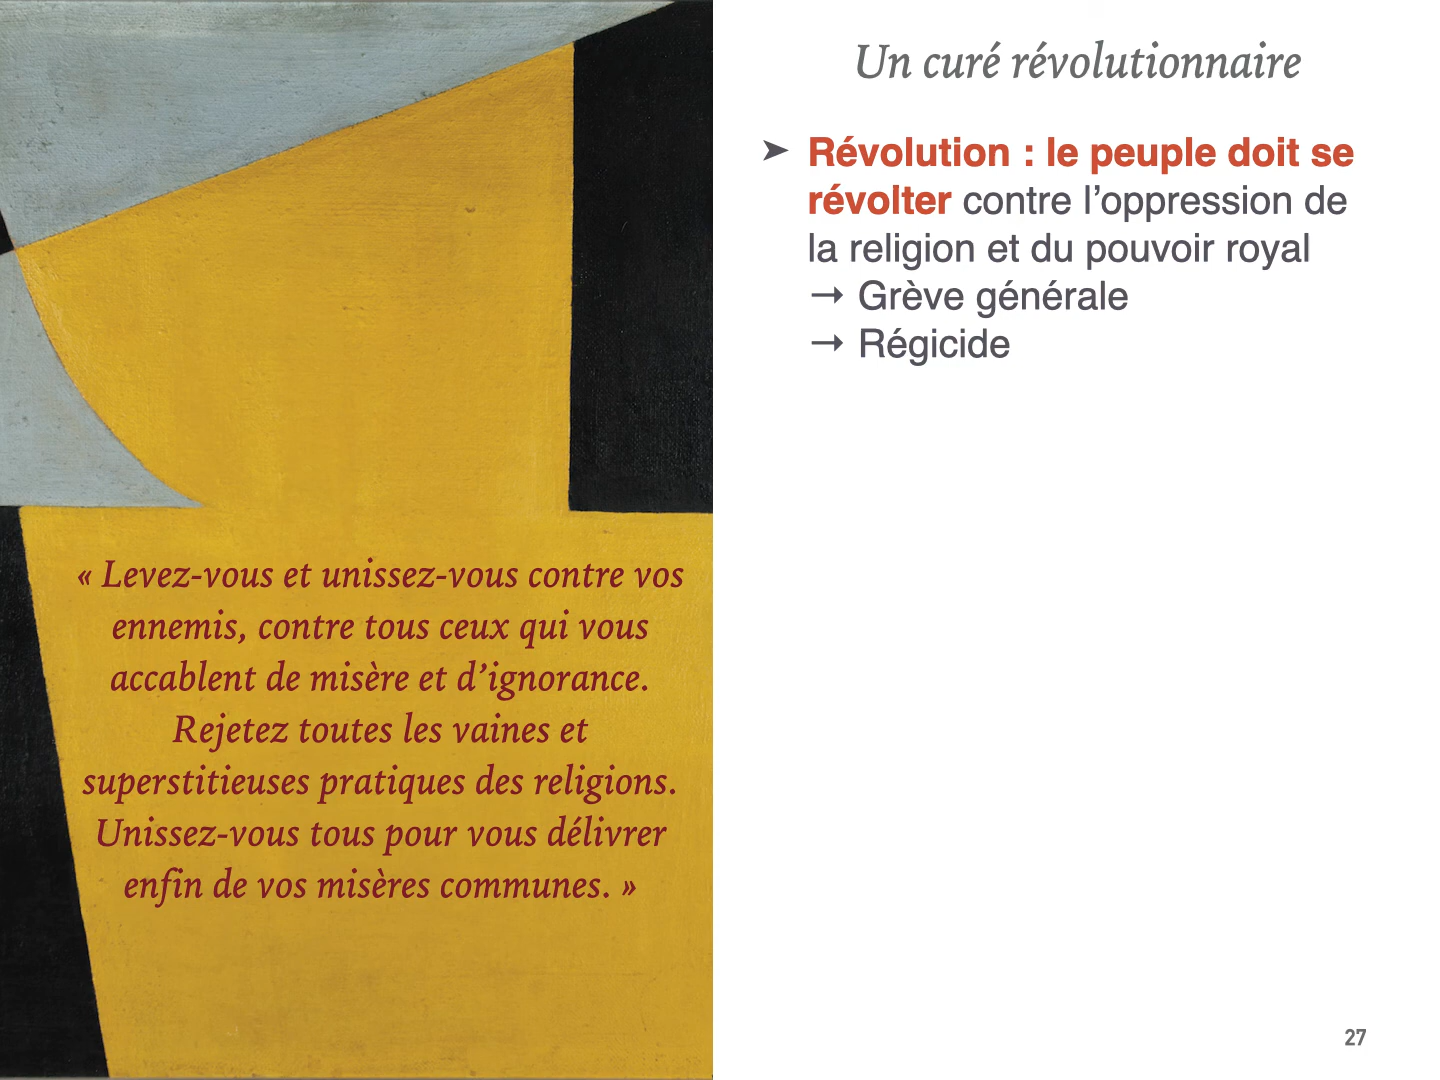 « Levez-vous et unissez-vous contre vos
ennemis, contre tous ceux qui vous
accablent de misère et d’ignorance.
Rejetez toutes les vaines et
superstitieuses pratiques des religions.
Unissez-vous tous pour vous délivrer
enfin de vos misères communes. »
Un curé révolutionnaire
➤ Révolution : le peuple doit se
révolter contre l’oppression de
la religion et du pouvoir royal
→ Grève générale
→ Régicide
27